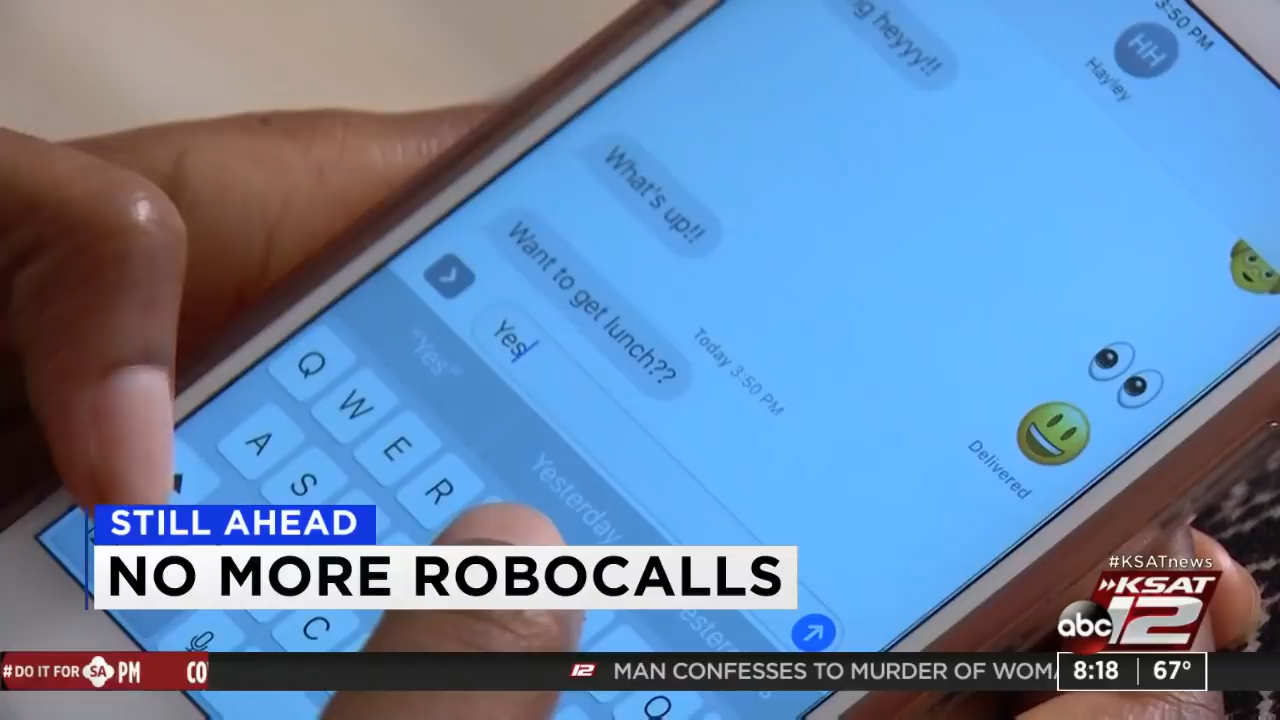 3:50 PM
HH
Hayley
g heyyy!!
What's up!!
Want to get lunch??
Today 3:50 PM
Delivered
Yes
"Yes"
Yesterday
Q W E R
A S
C
STILL AHEAD
NO MORE ROBOCALLS
#KSATnews
KSAT
abc 12
#DO IT FOR SA PM
CO
12 MAN CONFESSES TO MURDER OF WOMA
8:18 67°